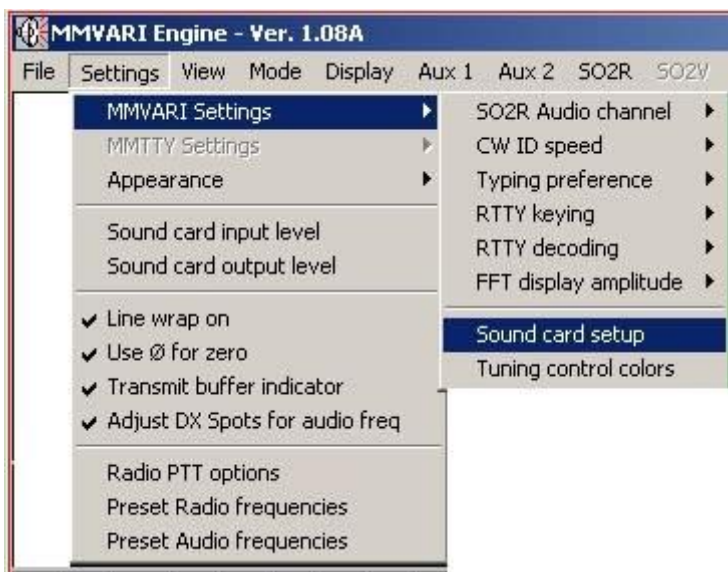 MMVARI Engine - Ver. 1.08A
File Settings View Mode Display Aux 1 Aux 2 SO2R SO2V
MMVARI Settings
MMTTY Settings
Appearance
Sound card input level
Sound card output level
Line wrap on
Use Ø for zero
Transmit buffer indicator
Adjust DX Spots for audio freq
Radio PTT options
Preset Radio frequencies
Preset Audio frequencies
SO2R Audio channel
CW ID speed
Typing preference
RTTY keying
RTTY decoding
FFT display amplitude
Sound card setup
Tuning control colors